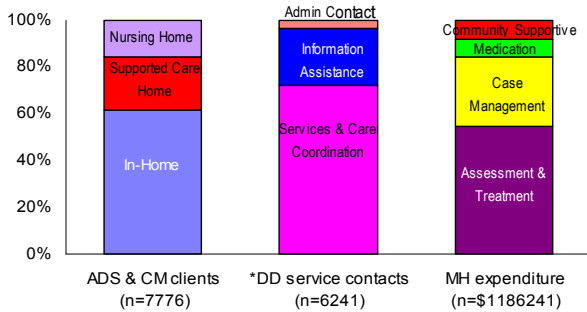 100%
80%
60%
40%
20%
0%
Nursing Home
Supported Care
Home
In-Home
Admin Contact
Information
Assistance
Services & Care
Coordination
Community Supportive
Medication
Case
Management
Assessment &
Treatment
ADS & CM clients
(n=7776)
*DD service contacts
(n=6241)
MH expenditure
(n=$1186241)